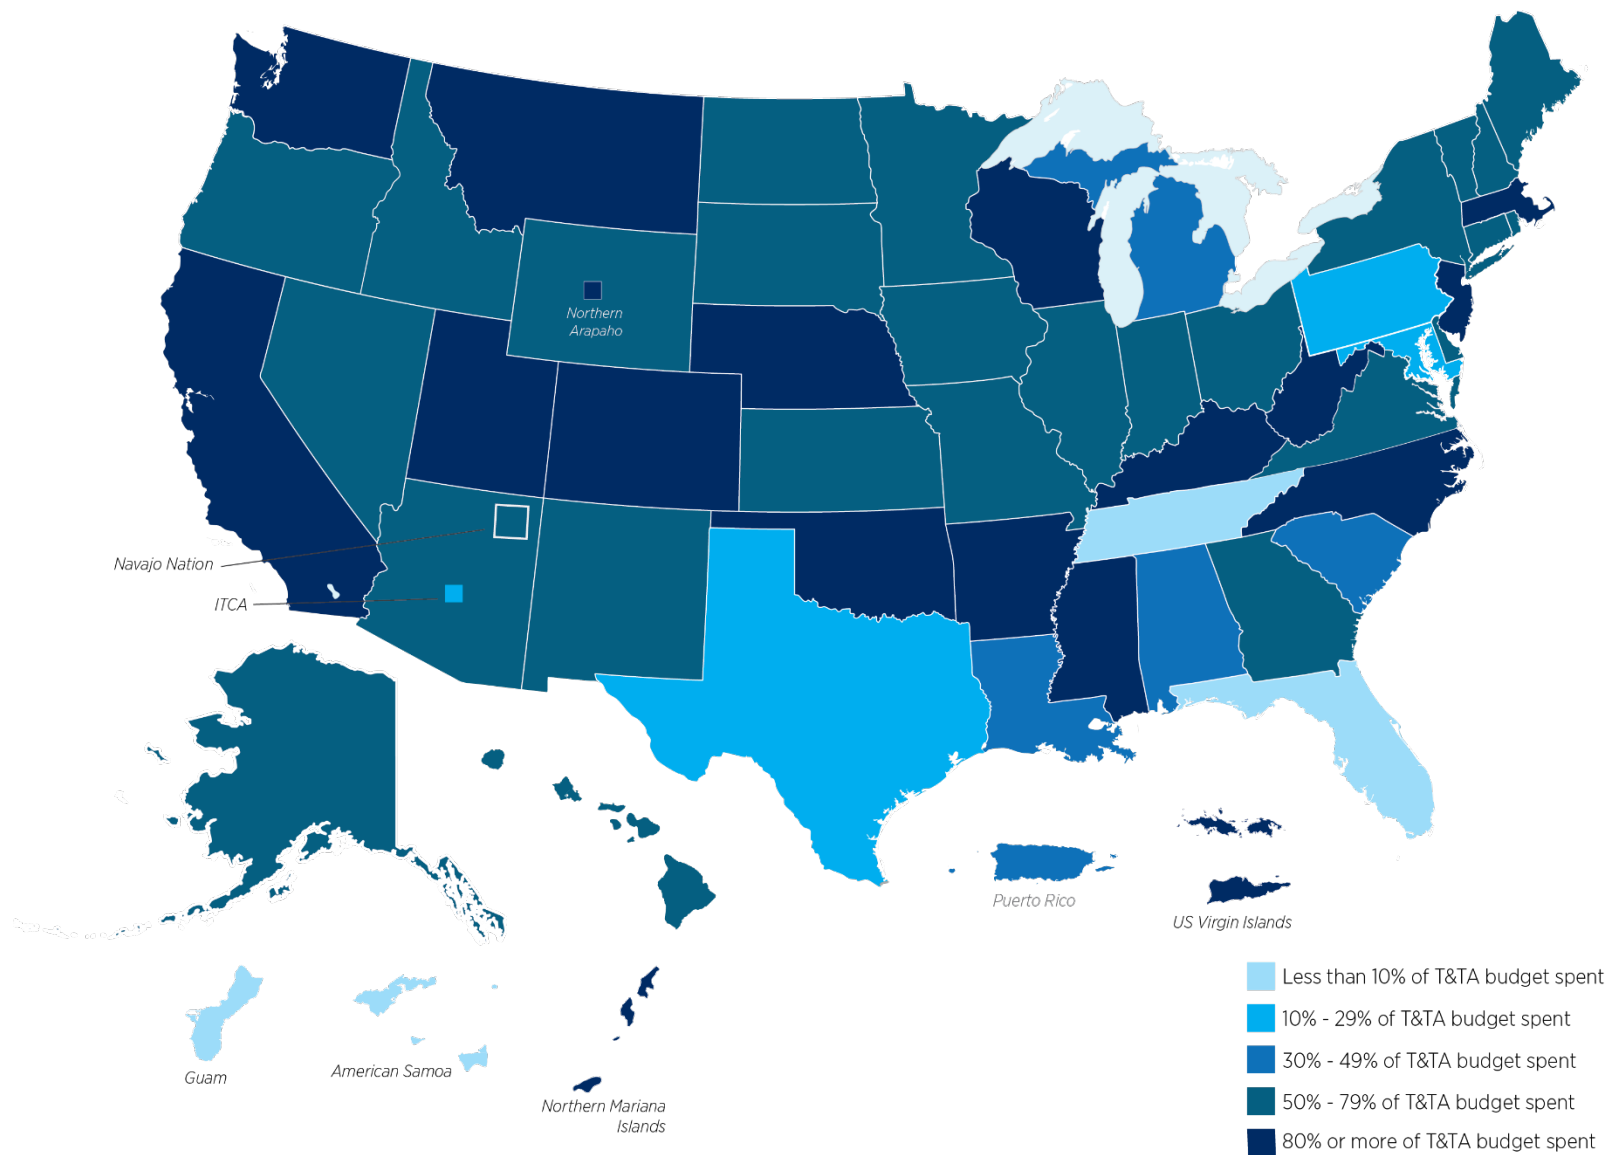 Northern
Arapaho
Navajo Nation
ITCA
Puerto Rico
US Virgin Islands
Guam
American Samoa
Northern Mariana
Islands
Less than 10% of T&TA budget spent
10% - 29% of T&TA budget spent
30% - 49% of T&TA budget spent
50% - 79% of T&TA budget spent
80% or more of T&TA budget spent